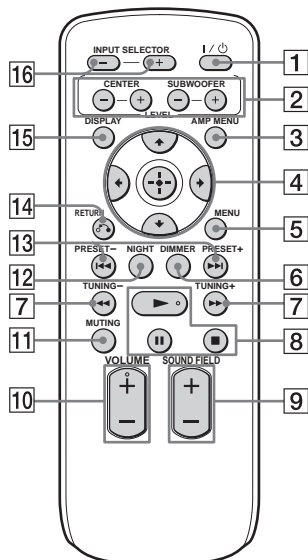 INPUT SELECTOR
I / ⏻
− +
16
1
CENTER SUBWOOFER
− + − +
2
LEVEL
DISPLAY AMP MENU
15
3
4
14
RETURN MENU
5
13
PRESET− NIGHT DIMMER PRESET+
12
6
TUNING− TUNING+
7
7
8
MUTING
11
VOLUME SOUND FIELD
+ +
10
9
− −